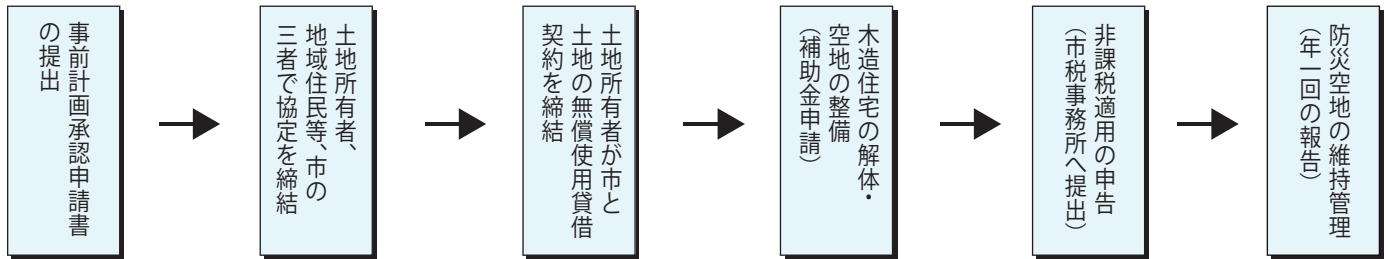 事前計画承認申請書
の提出
土地所有者、
地域住民等、市の
三者で協定を締結
土地所有者が市と
土地の無償使用貸借
契約を締結
木造住宅の解体・
空地の整備
（補助金申請）
非課税適用の申告
（市税事務所へ提出）
防災空地の維持管理
（年一回の報告）